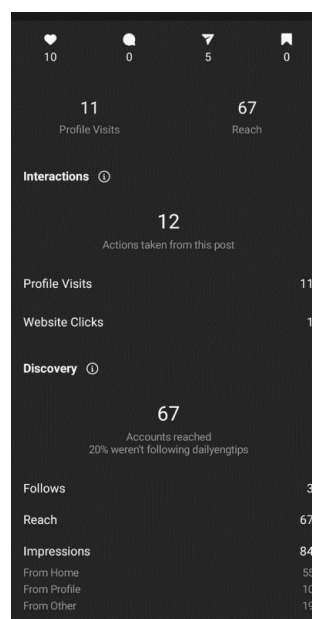 10 0 5 0
11 67
Profile Visits Reach
Interactions
12
Actions taken from this post
Profile Visits 11
Website Clicks 1
Discovery
67
Accounts reached
20% weren't following dailyengtips
Follows 3
Reach 67
Impressions 84
From Home 55
From Profile 10
From Other 19